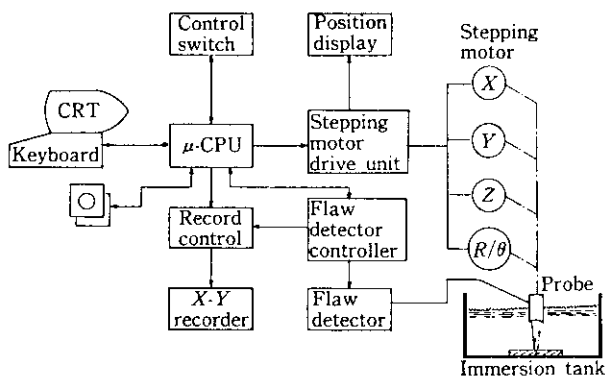 Control
switch
Position
display
Stepping
motor
X
CRT
Keyboard
μ-CPU
Stepping
motor
drive unit
Y
Z
Record
control
Flaw
detector
controller
R/θ
X-Y
recorder
Flaw
detector
Probe
Immersion tank